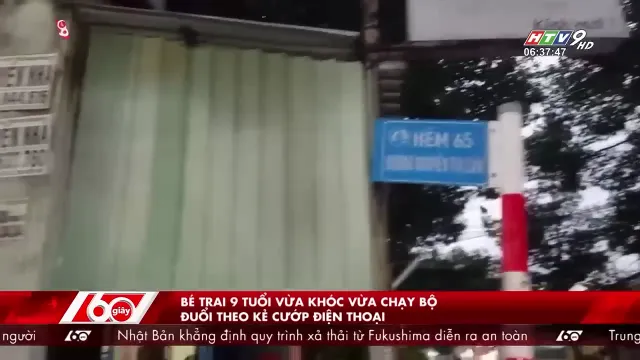 HTV9 HD
06:37:47
HẺM 65
60 giây
BÉ TRAI 9 TUỔI VỪA KHÓC VỪA CHẠY BỘ
ĐUỔI THEO KẺ CƯỚP ĐIỆN THOẠI
người 60 Nhật Bản khẳng định quy trình xả thải từ Fukushima diễn ra an toàn 60 Trung